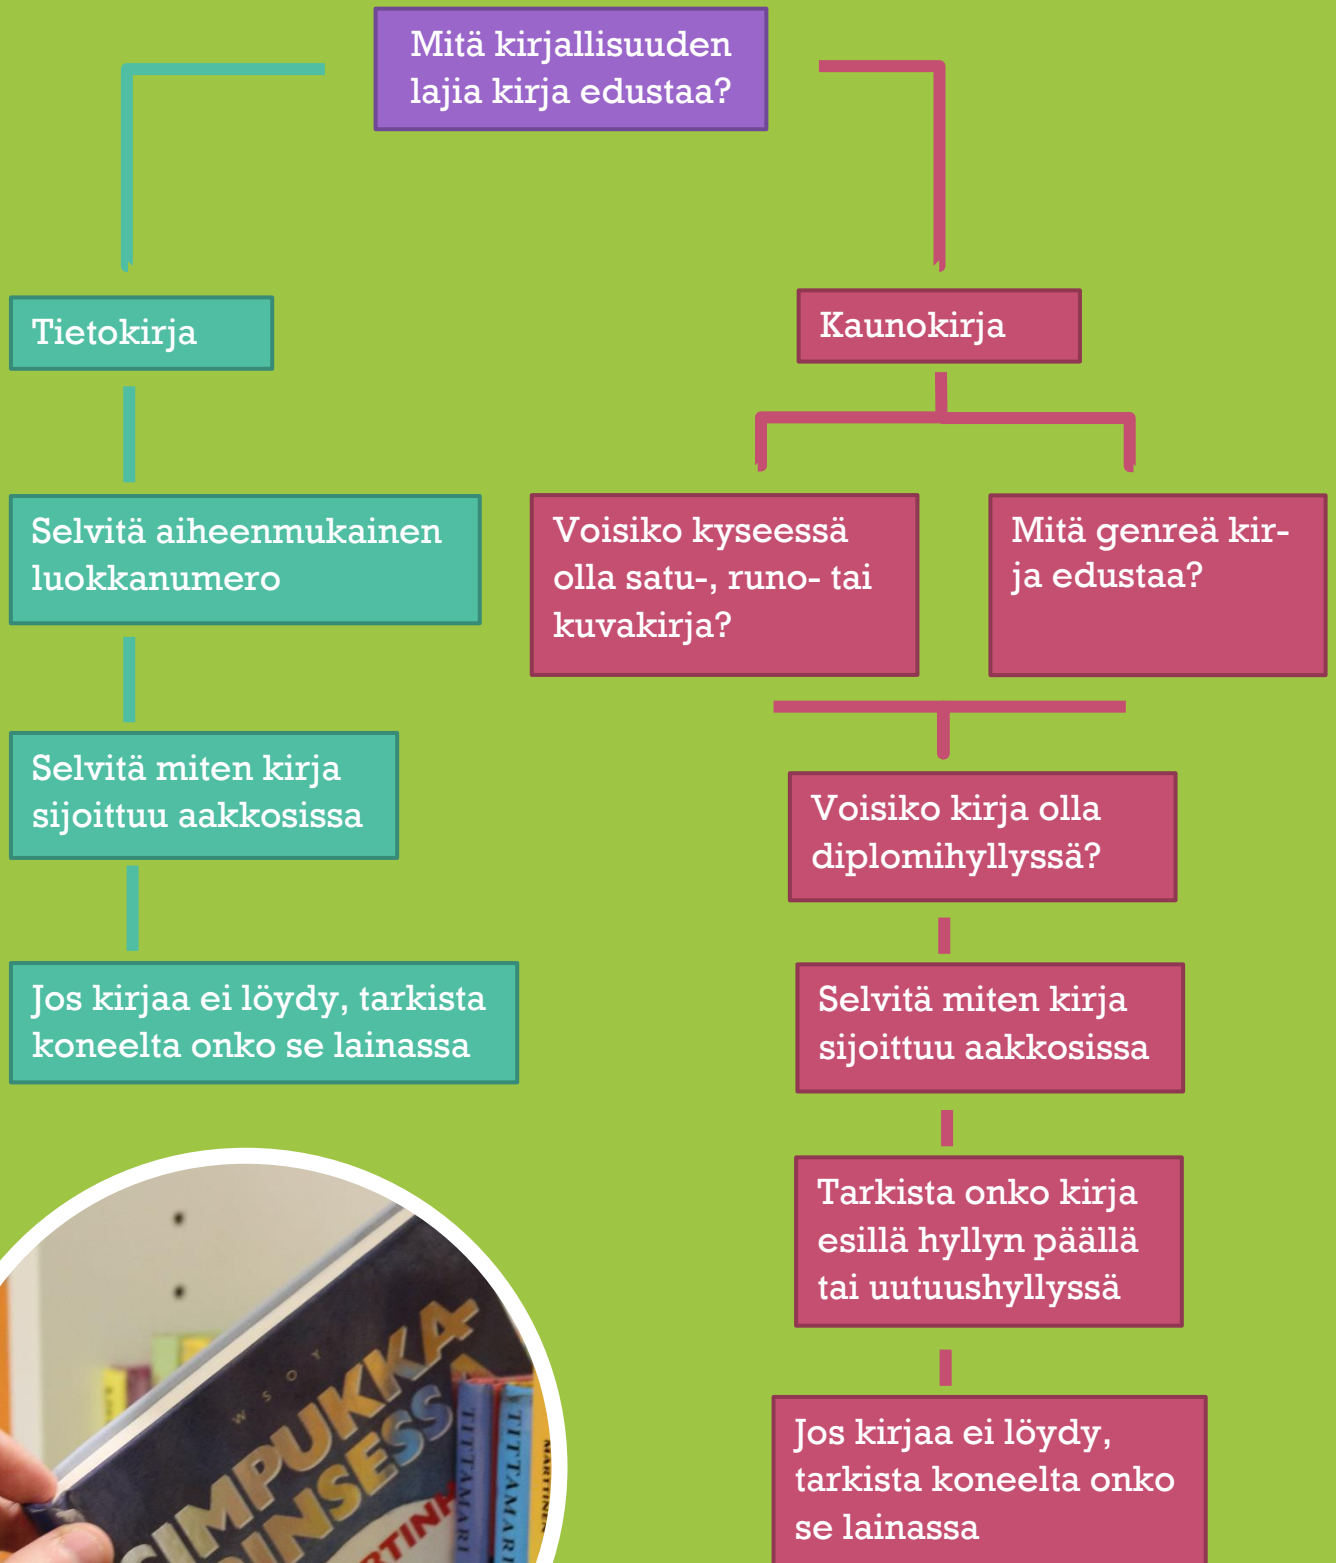 Mitä kirjallisuuden
lajia kirja edustaa?
Tietokirja
Kaunokirja
Selvitä aiheenmukainen
luokkanumero
Voisiko kyseessä
olla satu-, runo- tai
kuvakirja?
Mitä genreä kir-
ja edustaa?
Selvitä miten kirja
sijoittuu aakkosissa
Voisiko kirja olla
diplomihyllyssä?
Jos kirjaa ei löydy, tarkista
koneelta onko se lainassa
Selvitä miten kirja
sijoittuu aakkosissa
Tarkista onko kirja
esillä hyllyn päällä
tai uutuushyllyssä
Jos kirjaa ei löydy,
tarkista koneelta onko
se lainassa
WSOY
SIMPUKKA
TITTAMARI
MARTTINEN